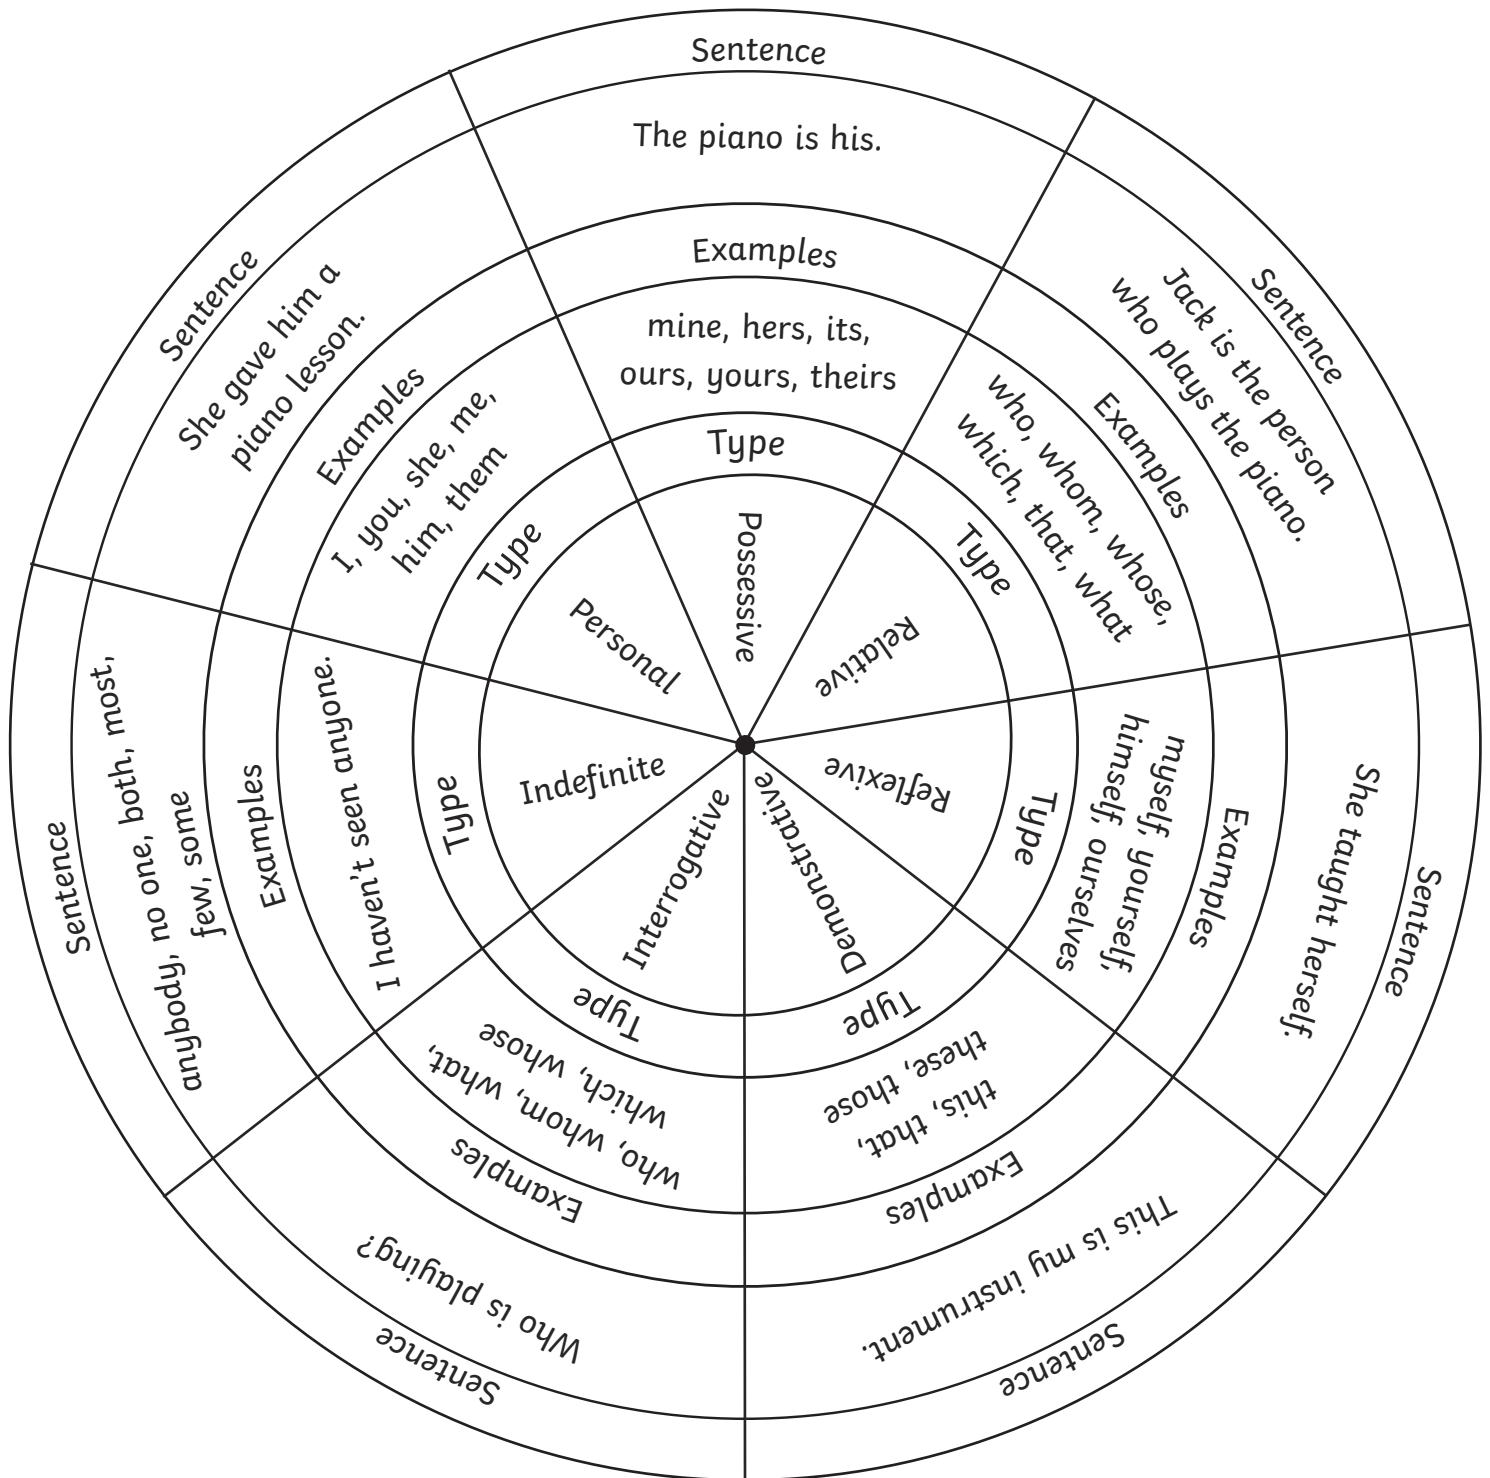 Sentence
The piano is his.
Examples
mine, hers, its,
ours, yours, theirs
Type
Possessive
Sentence
Jack is the person
who plays the piano.
Examples
who, whom, whose,
which, that, what
Type
Relative
Sentence
She taught herself.
Examples
myself, yourself,
himself, ourselves
Type
Reflexive
Sentence
This is my instrument.
Examples
this, that,
these, those
Type
Demonstrative
Sentence
Who is playing?
Examples
who, whom, what,
which, whose
Type
Interrogative
Sentence
anybody, no one, both, most,
few, some
Examples
I haven't seen anyone.
Type
Indefinite
Sentence
She gave him a
piano lesson.
Examples
I, you, she, me,
him, them
Type
Personal